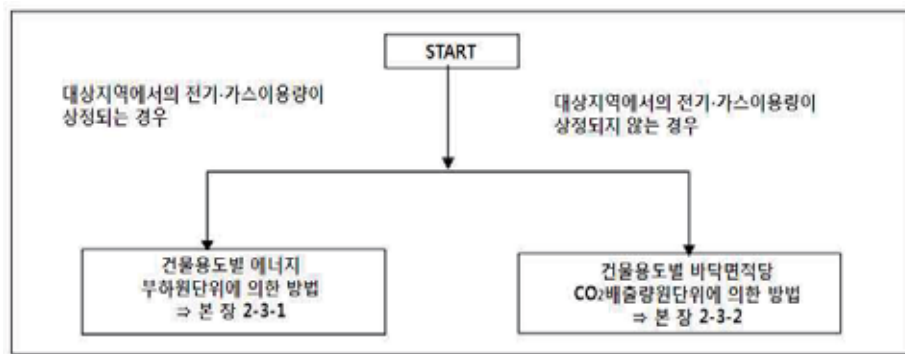 START
대상지역에서의 전기·가스이용량이
상정되는 경우
대상지역에서의 전기·가스이용량이
상정되지 않는 경우
건물용도별 에너지
부하원단위에 의한 방법
⇒ 본 장 2-3-1
건물용도별 바닥면적당
CO₂배출량원단위에 의한 방법
⇒ 본 장 2-3-2